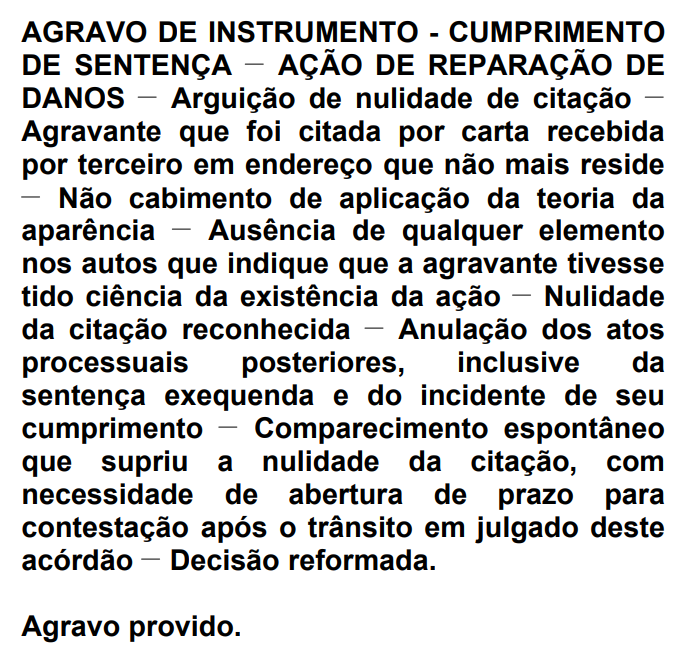 AGRAVO DE INSTRUMENTO - CUMPRIMENTO
DE SENTENÇA – AÇÃO DE REPARAÇÃO DE
DANOS – Arguição de nulidade de citação –
Agravante que foi citada por carta recebida
por terceiro em endereço que não mais reside
– Não cabimento de aplicação da teoria da
aparência – Ausência de qualquer elemento
nos autos que indique que a agravante tivesse
tido ciência da existência da ação – Nulidade
da citação reconhecida – Anulação dos atos
processuais posteriores, inclusive da
sentença exequenda e do incidente de seu
cumprimento – Comparecimento espontâneo
que supriu a nulidade da citação, com
necessidade de abertura de prazo para
contestação após o trânsito em julgado deste
acórdão – Decisão reformada.
Agravo provido.